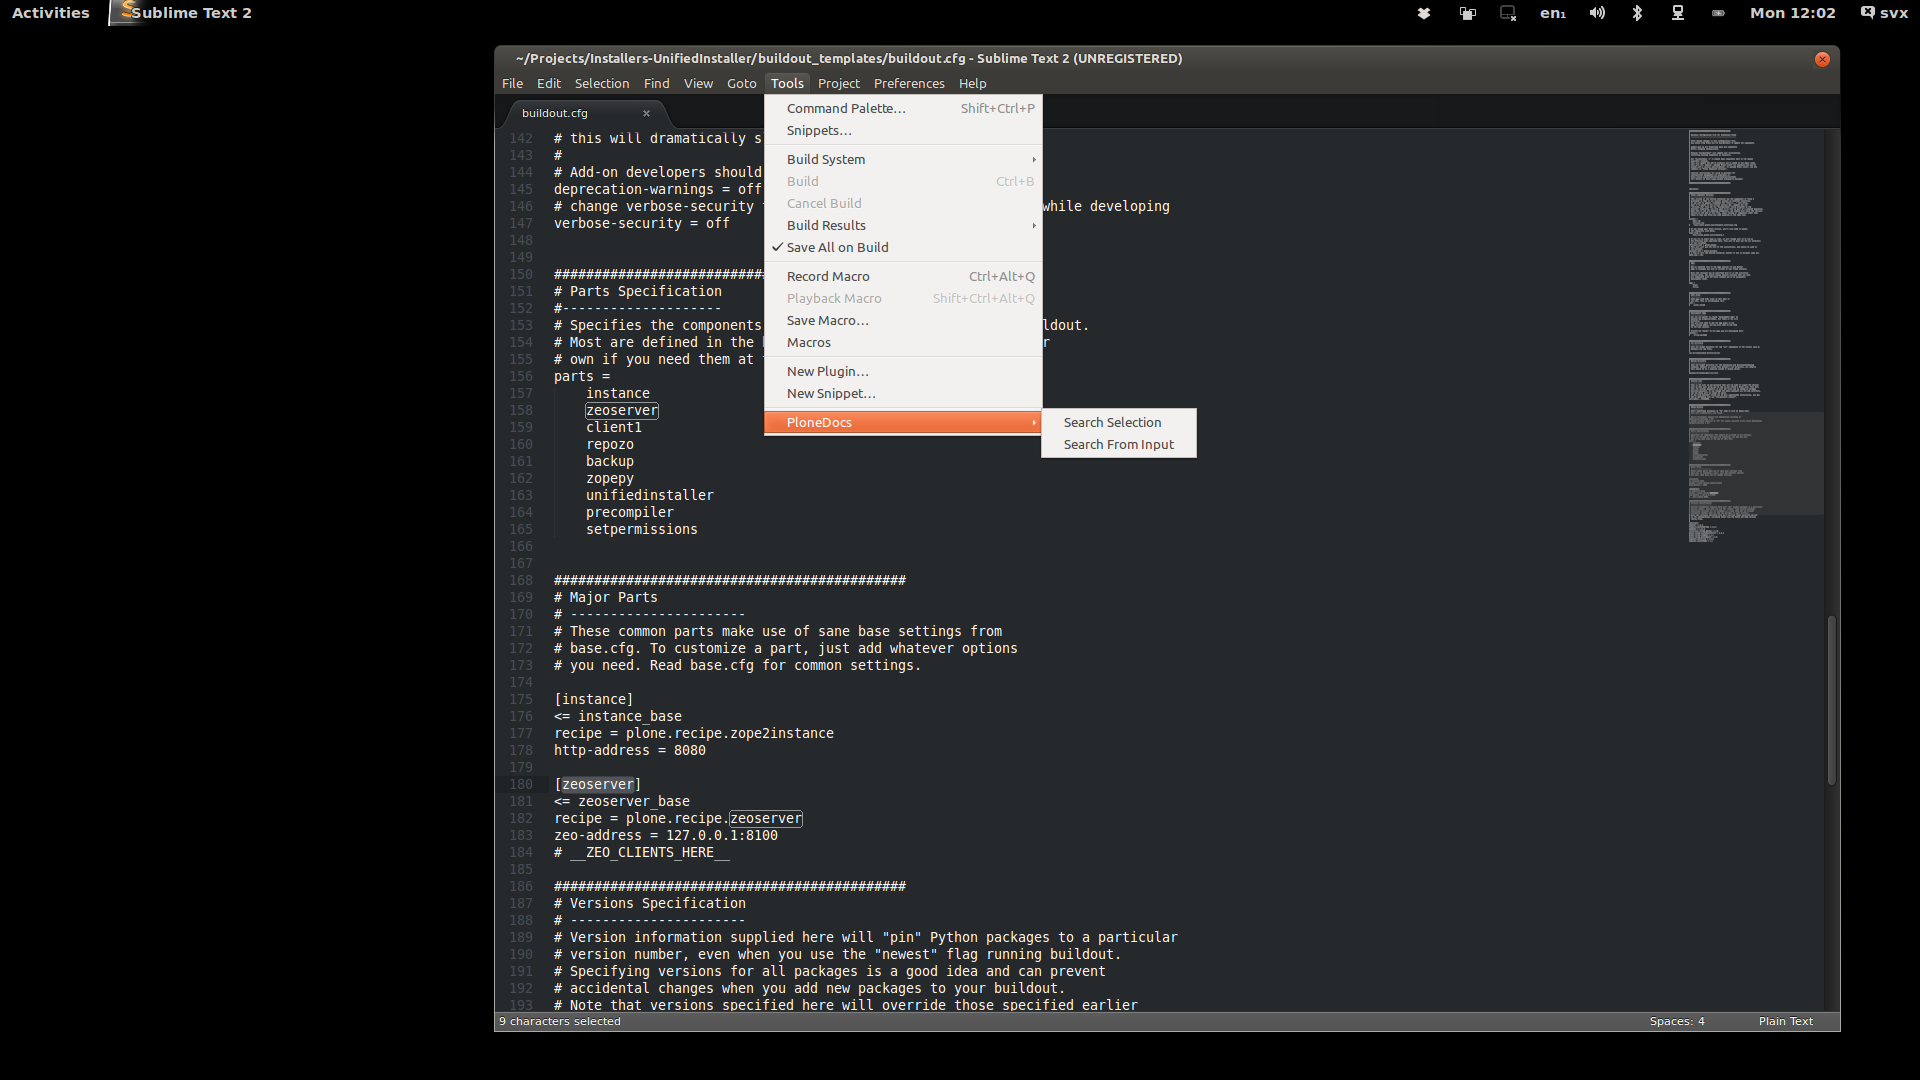 Activities Sublime Text 2 en₁ Mon 12:02 svx
~/Projects/Installers-UnifiedInstaller/buildout_templates/buildout.cfg - Sublime Text 2 (UNREGISTERED)
File Edit Selection Find View Goto Tools Project Preferences Help
buildout.cfg ×
Command Palette… Shift+Ctrl+P
Snippets…
Build System
Build Ctrl+B
Cancel Build
Build Results
Save All on Build
Record Macro Ctrl+Alt+Q
Playback Macro Shift+Ctrl+Alt+Q
Save Macro…
Macros
New Plugin…
New Snippet…
PloneDocs
Search Selection
Search From Input
142 # this will dramatically s
143 #
144 # Add-on developers should
145 deprecation-warnings = off
146 # change verbose-security while developing
147 verbose-security = off
148
149
150 ##########################
151 # Parts Specification
152 #--------------------
153 # Specifies the components ldout.
154 # Most are defined in the r
155 # own if you need them at
156 parts =
157 instance
158 zeoserver
159 client1
160 repozo
161 backup
162 zopepy
163 unifiedinstaller
164 precompiler
165 setpermissions
166
167
168 ############################################
169 # Major Parts
170 # ----------------------
171 # These common parts make use of sane base settings from
172 # base.cfg. To customize a part, just add whatever options
173 # you need. Read base.cfg for common settings.
174
175 [instance]
176 <= instance_base
177 recipe = plone.recipe.zope2instance
178 http-address = 8080
179
180 [zeoserver]
181 <= zeoserver_base
182 recipe = plone.recipe.zeoserver
183 zeo-address = 127.0.0.1:8100
184 # __ZEO_CLIENTS_HERE__
185
186 ############################################
187 # Versions Specification
188 # ----------------------
189 # Version information supplied here will "pin" Python packages to a particular
190 # version number, even when you use the "newest" flag running buildout.
191 # Specifying versions for all packages is a good idea and can prevent
192 # accidental changes when you add new packages to your buildout.
193 # Note that versions specified here will override those specified earlier
9 characters selected Spaces: 4 Plain Text